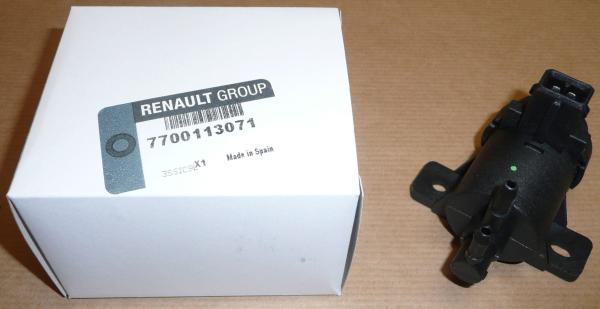 RENAULT GROUP
7700113071
X1 Made in Spain